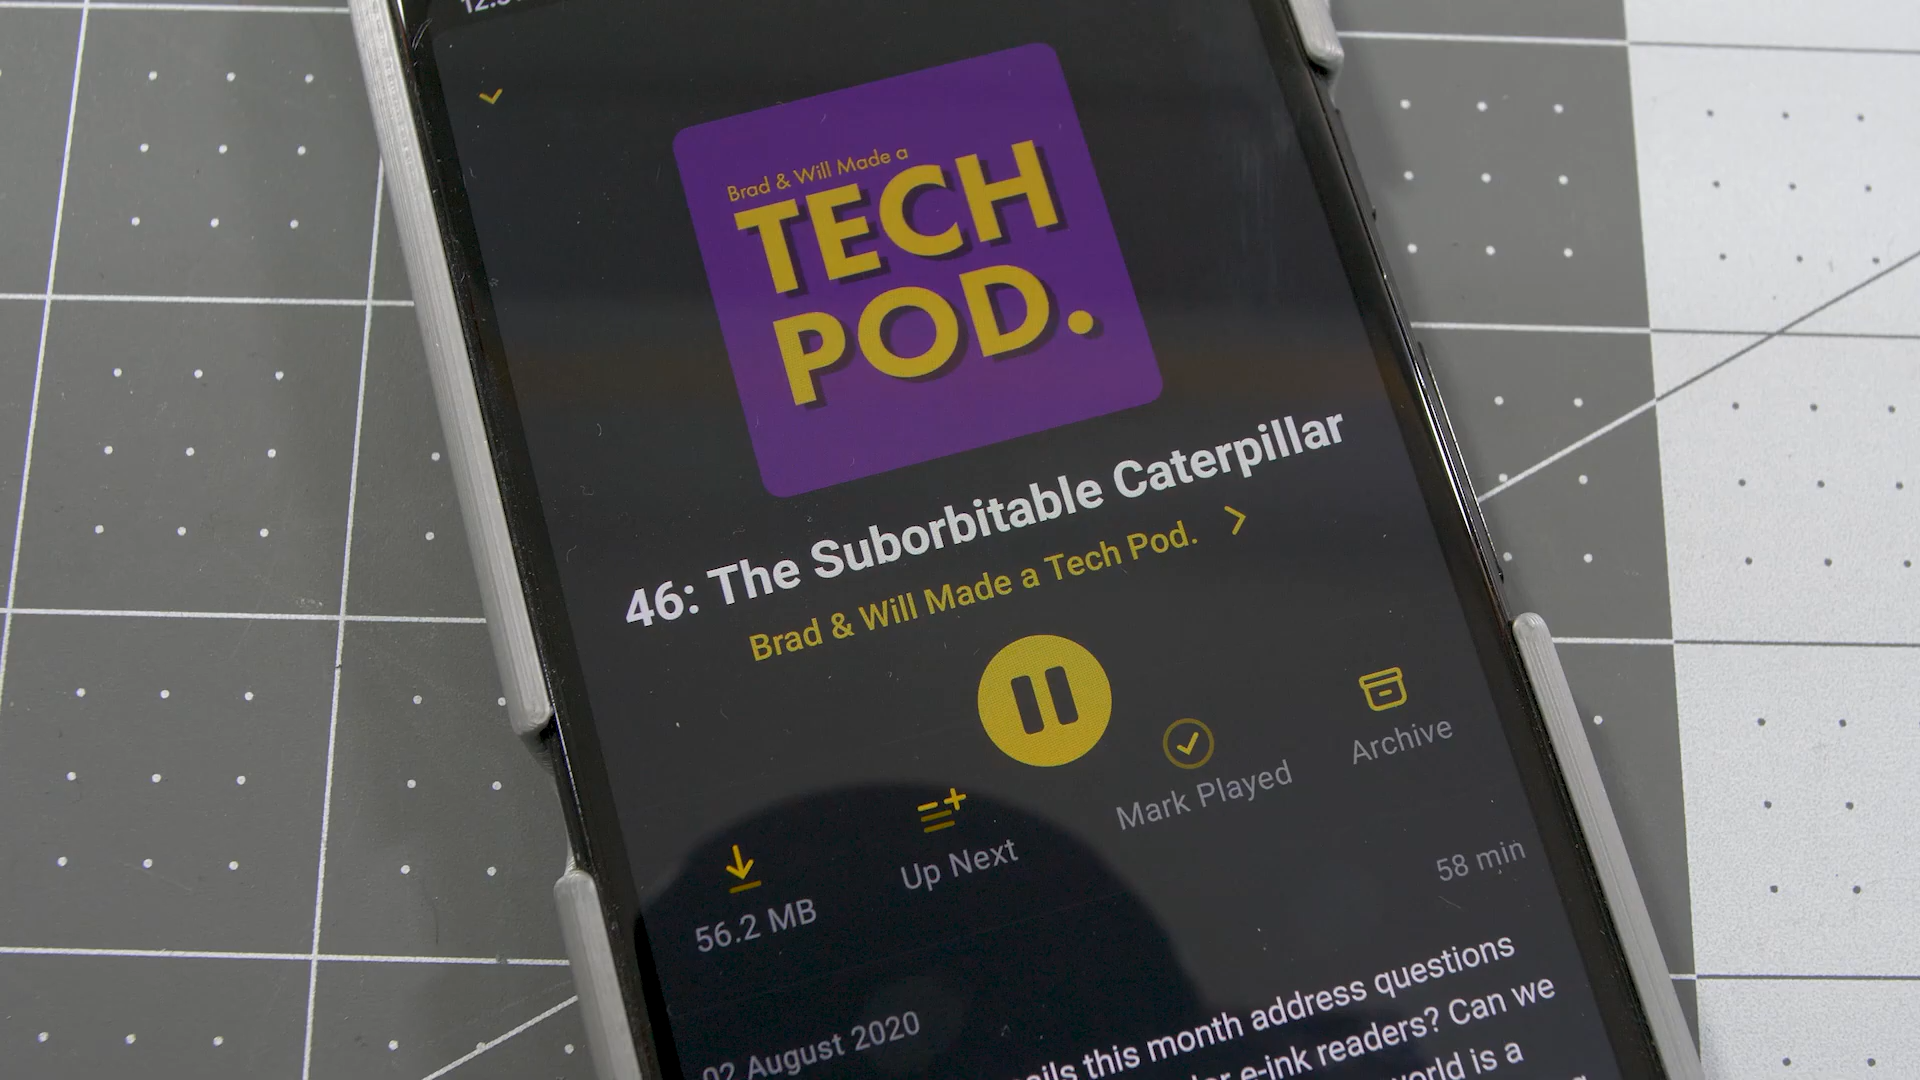 Brad & Will Made a
TECH
POD.
46: The Suborbitable Caterpillar
Brad & Will Made a Tech Pod.
Archive
Mark Played
Up Next
56.2 MB
58 min
02 August 2020
this month address questions
e-ink readers? Can we
is a